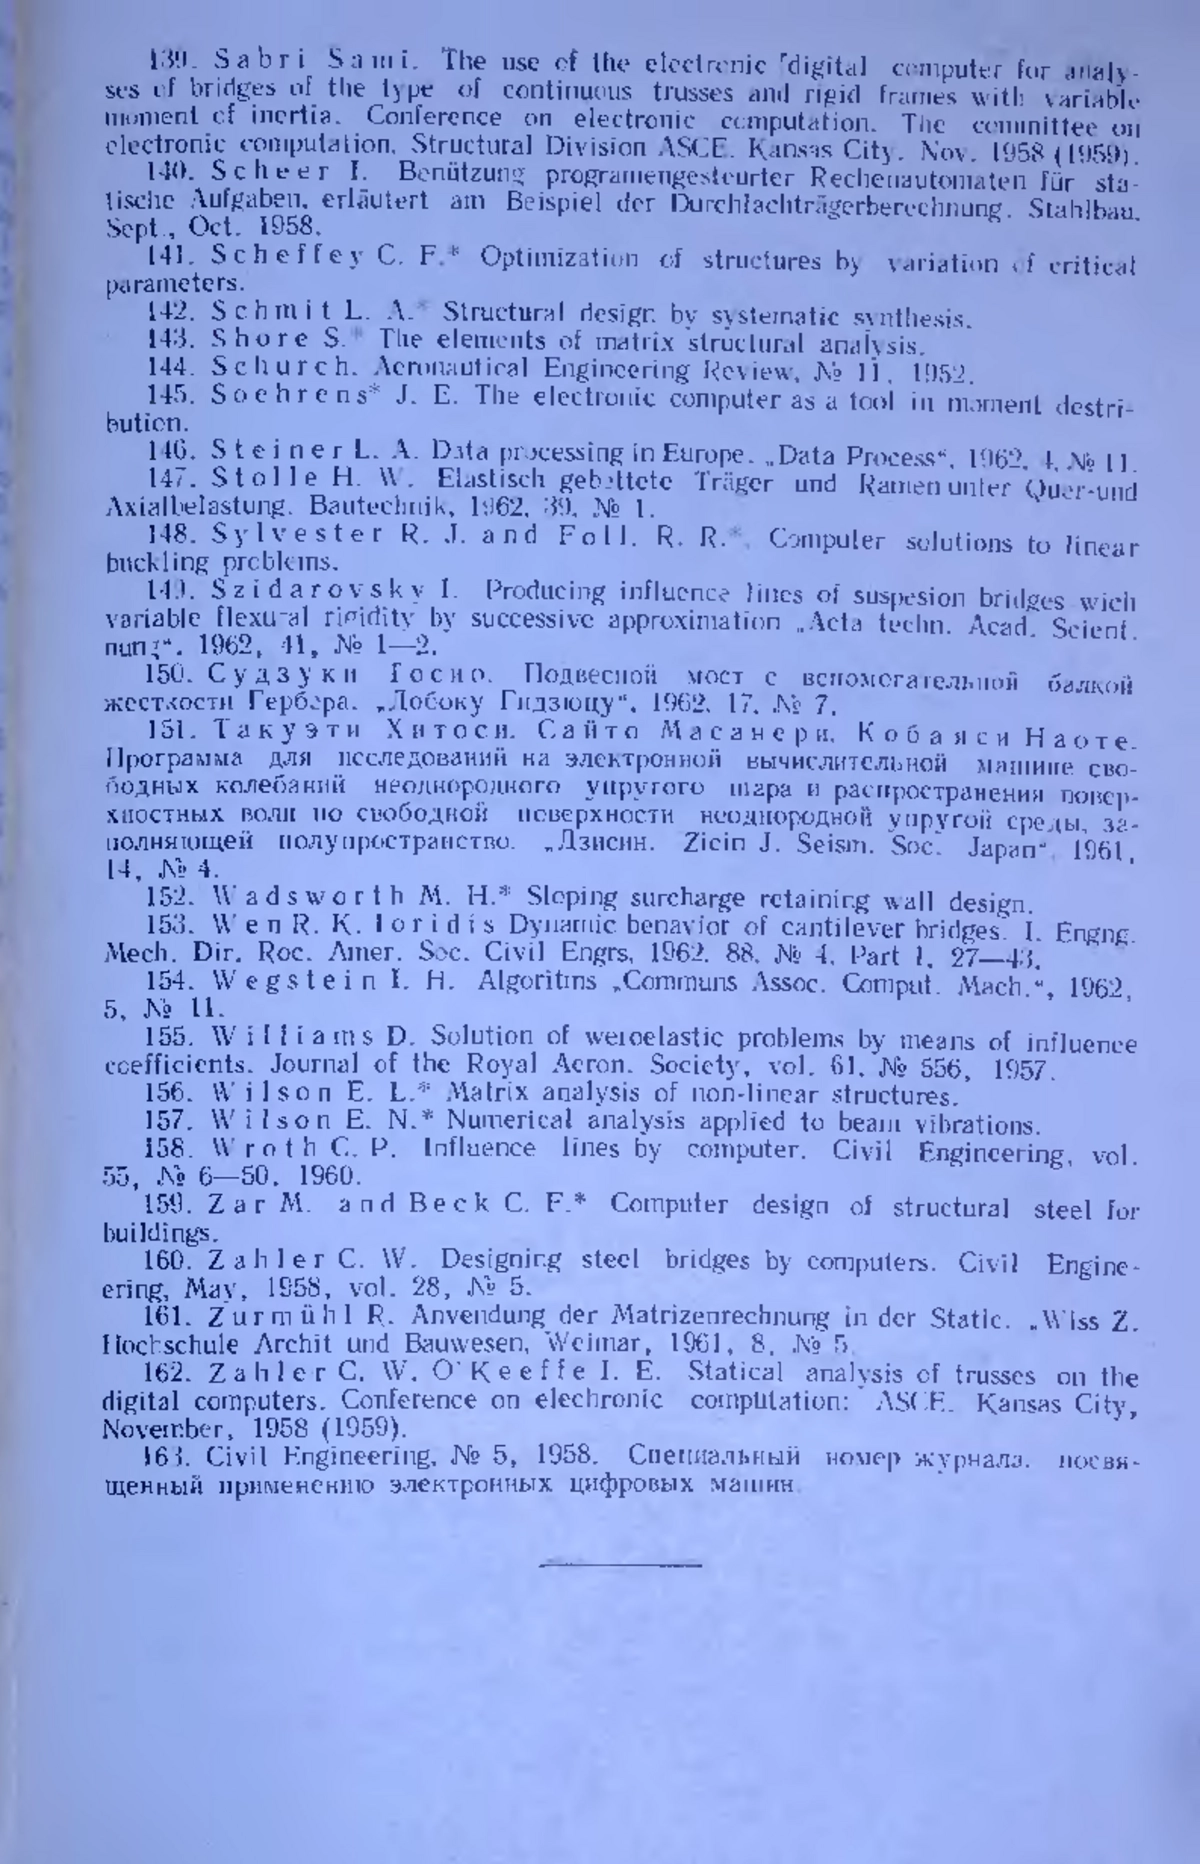 139. Sabri Sami. The use of the electronic digital computer for analy-
ses of bridges of the type of continuous trusses and rigid frames with variable
moment of inertia. Conference on electronic computation. The committee on
electronic computation, Structural Division ASCE. Kansas City. Nov. 1958 (1959).
140. Scheer I. Benützung programengesteurter Rechenautomaten für sta-
tische Aufgaben, erläutert am Beispiel der Durchlachträgerberechnung. Stahlbau,
Sept., Oct. 1958.
141. Scheffey C. F.* Optimization of structures by variation of critical
parameters.
142. Schmit L. A.* Structural design by systematic synthesis.
143. Shore S.* The elements of matrix structural analysis.
144. Schurch. Aeronautical Engineering Review, № 11, 1952.
145. Soehrens* J. E. The electronic computer as a tool in moment destri-
bution.
146. Steiner L. A. Data processing in Europe. „Data Process“, 1962, 4, № 11.
147. Stolle H. W. Elastisch gebettete Träger und Ramen unter Quer-und
Axialbelastung. Bautechnik, 1962, 39, № 1.
148. Sylvester R. J. and Foll. R. R.*. Computer solutions to linear
buckling problems.
149. Szidarovsky I. Producing influence lines of suspesion bridges wich
variable flexural rigidity by successive approximation „Acta techn. Acad. Scient.
nung“. 1962, 41, № 1—2.
150. Судзуки Тосио. Подвесной мост с вспомогательной балкой
жесткости Гербера. „Добоку Гидзюцу“, 1962, 17, № 7.
151. Такуэти Хитоси, Сайто Масанери, Кобаяси Наоте.
Программа для исследований на электронной вычислительной машине сво-
бодных колебаний неоднородного упругого шара и распространения повер-
хностных волн по свободной поверхности неоднородной упругой среды, за-
полняющей полупространство. „Дзисин. Zicin J. Seism. Soc. Japan“, 1961,
14, № 4.
152. Wadsworth M. H.* Sloping surcharge retaining wall design.
153. Wen R. K. Ioridis Dynamic benavior of cantilever bridges. I. Engng.
Mech. Dir. Roc. Amer. Soc. Civil Engrs, 1962. 88, № 4, Part 1, 27—43.
154. Wegstein I. H. Algoritms „Communs Assoc. Comput. Mach.“, 1962,
5, № 11.
155. Williams D. Solution of weroelastic problems by means of influence
coefficients. Journal of the Royal Aeron. Society, vol. 61, № 556, 1957.
156. Wilson E. L.* Matrix analysis of non-linear structures.
157. Wilson E. N.* Numerical analysis applied to beam vibrations.
158. Wroth C. P. Influence lines by computer. Civil Engineering, vol.
55, № 6—50, 1960.
159. Zar M. and Beck C. F.* Computer design of structural steel for
buildings.
160. Zahler C. W. Designing steel bridges by computers. Civil Engine-
ering, May, 1958, vol. 28, № 5.
161. Zurmühl R. Anvendung der Matrizenrechnung in der Static. „Wiss Z.
Hochschule Archit und Bauwesen, Weimar, 1961, 8, № 5.
162. Zahler C. W. O'Keeffe I. E. Statical analysis of trusses on the
digital computers. Conference on elechronic computation: ASCE. Kansas City,
November, 1958 (1959).
163. Civil Engineering, № 5, 1958. Специальный номер журнала, посвя-
щенный применению электронных цифровых машин.